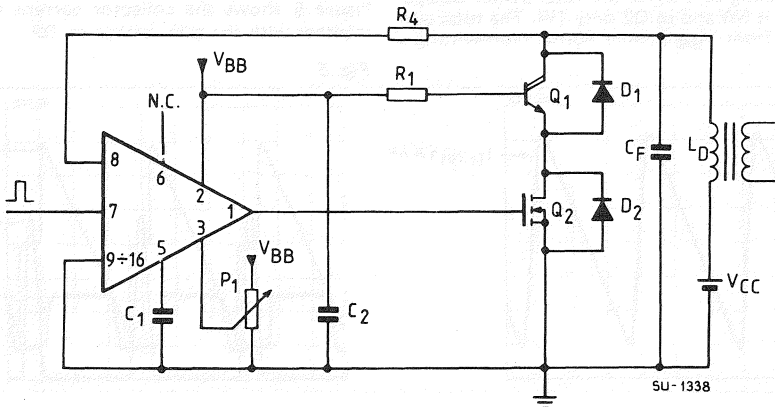 R4
VBB
R1
N.C.
Q1
D1
8
6
CF
LD
2
7
1
3
Q2
D2
9÷16
5
VBB
P1
VCC
C1
C2
SU-1338